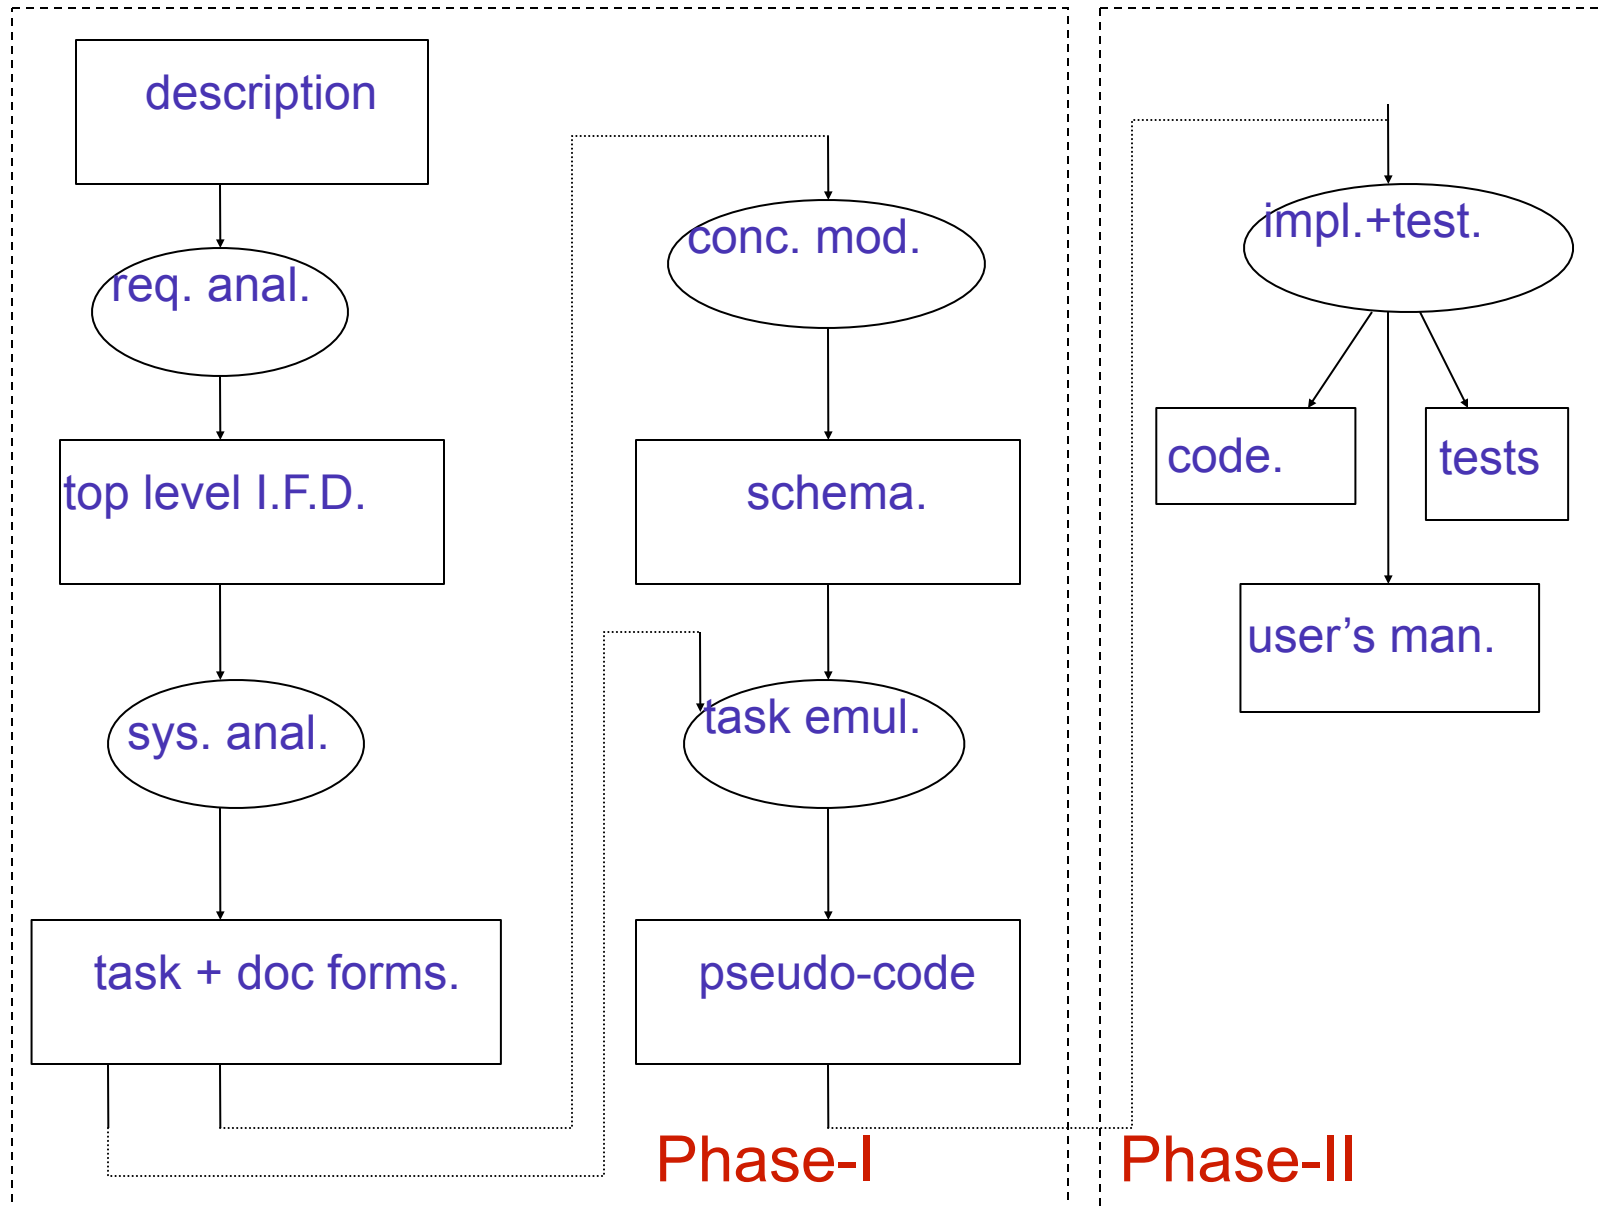 description
req. anal.
top level I.F.D.
sys. anal.
task + doc forms.
conc. mod.
schema.
task emul.
pseudo-code
Phase-I
impl.+test.
code.
tests
user’s man.
Phase-II